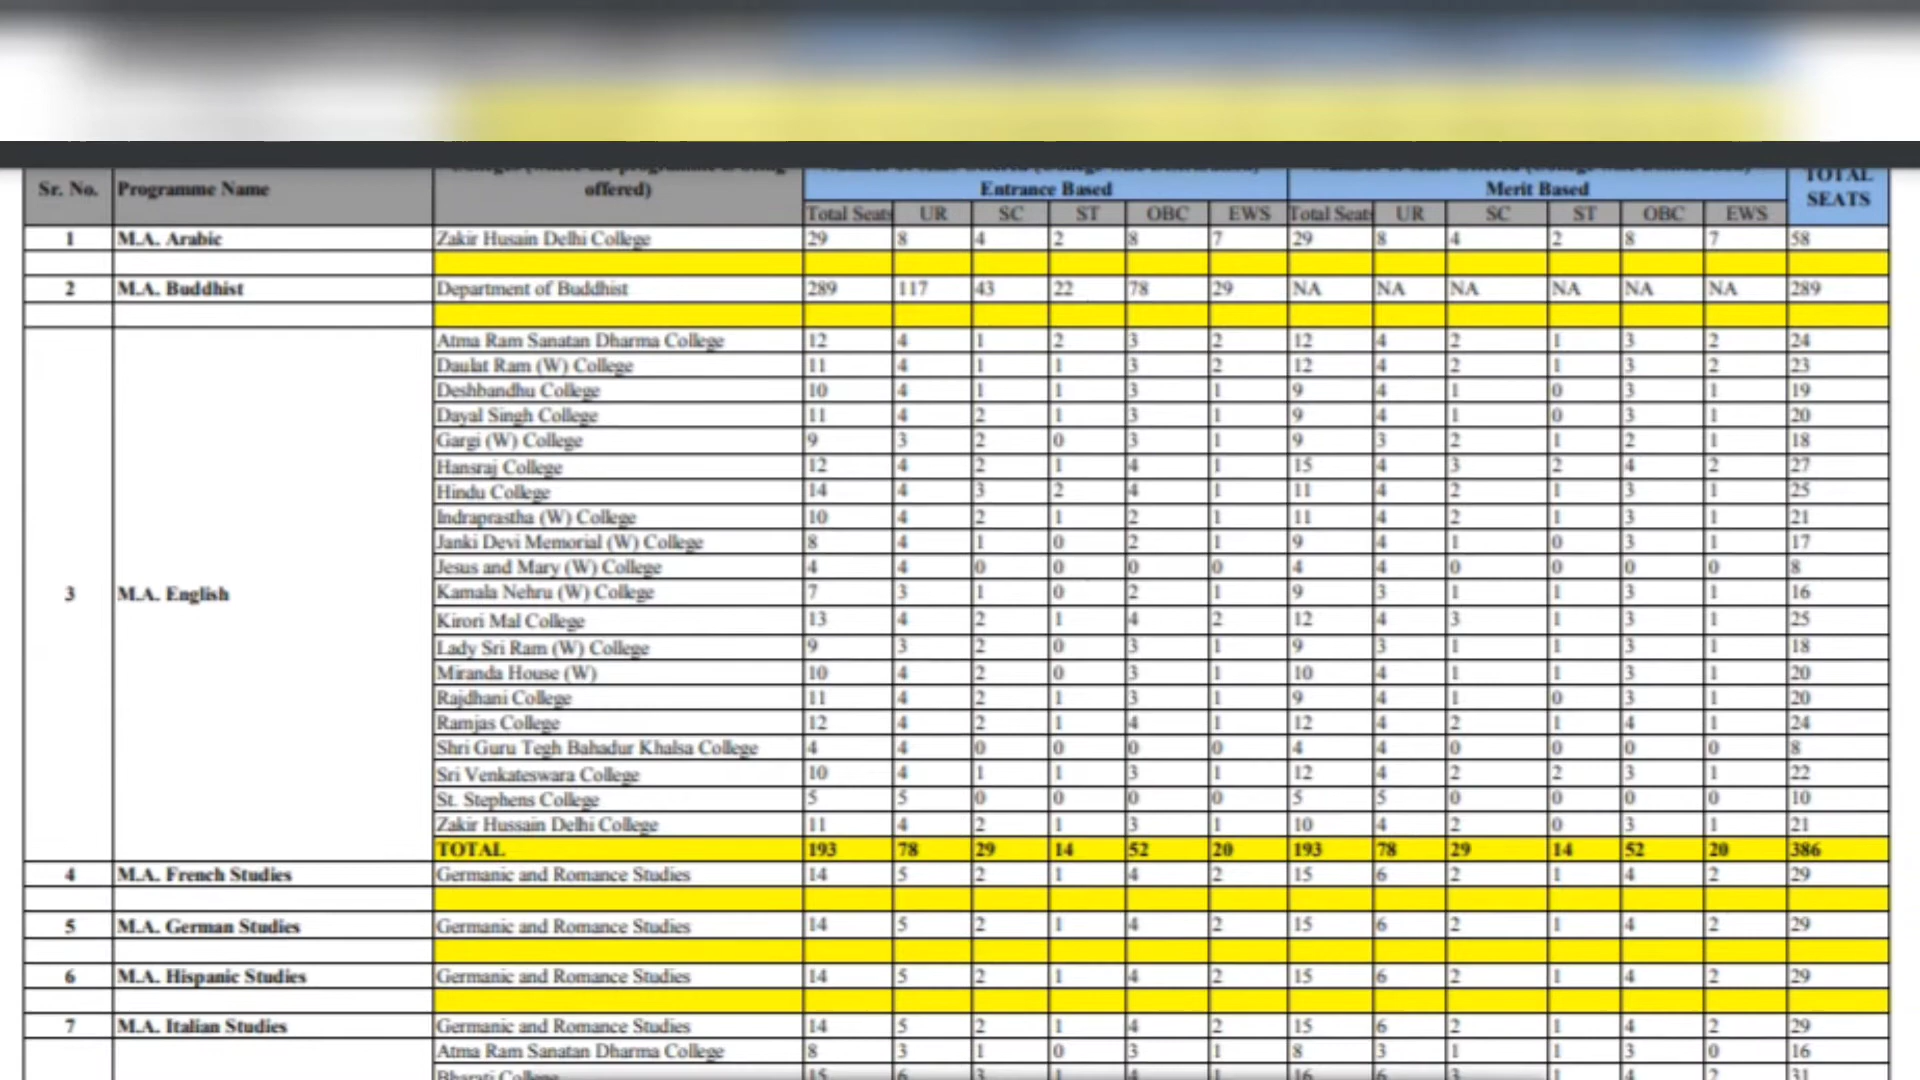 offered)
Entrance Based
Merit Based
TOTAL
SEATS
Sr. No. Programme Name
Total Seats UR SC ST OBC EWS Total Seats UR SC ST OBC EWS
1 M.A. Arabic Zakir Husain Delhi College 29 8 4 2 8 7 29 8 4 2 8 7 58
2 M.A. Buddhist Department of Buddhist 289 117 43 22 78 29 NA NA NA NA NA NA 289
3 M.A. English
Atma Ram Sanatan Dharma College 12 4 1 2 3 2 12 4 2 1 3 2 24
Daulat Ram (W) College 11 4 1 1 3 2 12 4 2 1 3 2 23
Deshbandhu College 10 4 1 1 3 1 9 4 1 0 3 1 19
Dayal Singh College 11 4 2 1 3 1 9 4 1 0 3 1 20
Gargi (W) College 9 3 2 0 3 1 9 3 2 1 2 1 18
Hansraj College 12 4 2 1 4 1 15 4 3 2 4 2 27
Hindu College 14 4 3 2 4 1 11 4 2 1 3 1 25
Indraprastha (W) College 10 4 2 1 2 1 11 4 2 1 3 1 21
Janki Devi Memorial (W) College 8 4 1 0 2 1 9 4 1 0 3 1 17
Jesus and Mary (W) College 4 4 0 0 0 0 4 4 0 0 0 0 8
Kamala Nehru (W) College 7 3 1 0 2 1 9 3 1 1 3 1 16
Kirori Mal College 13 4 2 1 4 2 12 4 3 1 3 1 25
Lady Sri Ram (W) College 9 3 2 0 3 1 9 3 1 1 3 1 18
Miranda House (W) 10 4 2 0 3 1 10 4 1 1 3 1 20
Rajdhani College 11 4 2 1 3 1 9 4 1 0 3 1 20
Ramjas College 12 4 2 1 4 1 12 4 2 1 4 1 24
Shri Guru Tegh Bahadur Khalsa College 4 4 0 0 0 0 4 4 0 0 0 0 8
Sri Venkateswara College 10 4 1 1 3 1 12 4 2 2 3 1 22
St. Stephens College 5 5 0 0 0 0 5 5 0 0 0 0 10
Zakir Hussain Delhi College 11 4 2 1 3 1 10 4 2 0 3 1 21
TOTAL 193 78 29 14 52 20 193 78 29 14 52 20 386
4 M.A. French Studies Germanic and Romance Studies 14 5 2 1 4 2 15 6 2 1 4 2 29
5 M.A. German Studies Germanic and Romance Studies 14 5 2 1 4 2 15 6 2 1 4 2 29
6 M.A. Hispanic Studies Germanic and Romance Studies 14 5 2 1 4 2 15 6 2 1 4 2 29
7 M.A. Italian Studies Germanic and Romance Studies 14 5 2 1 4 2 15 6 2 1 4 2 29
Atma Ram Sanatan Dharma College 8 3 1 0 3 1 8 3 1 1 3 0 16
Bharati College 15 6 3 1 4 1 16 6 3 1 4 2 31